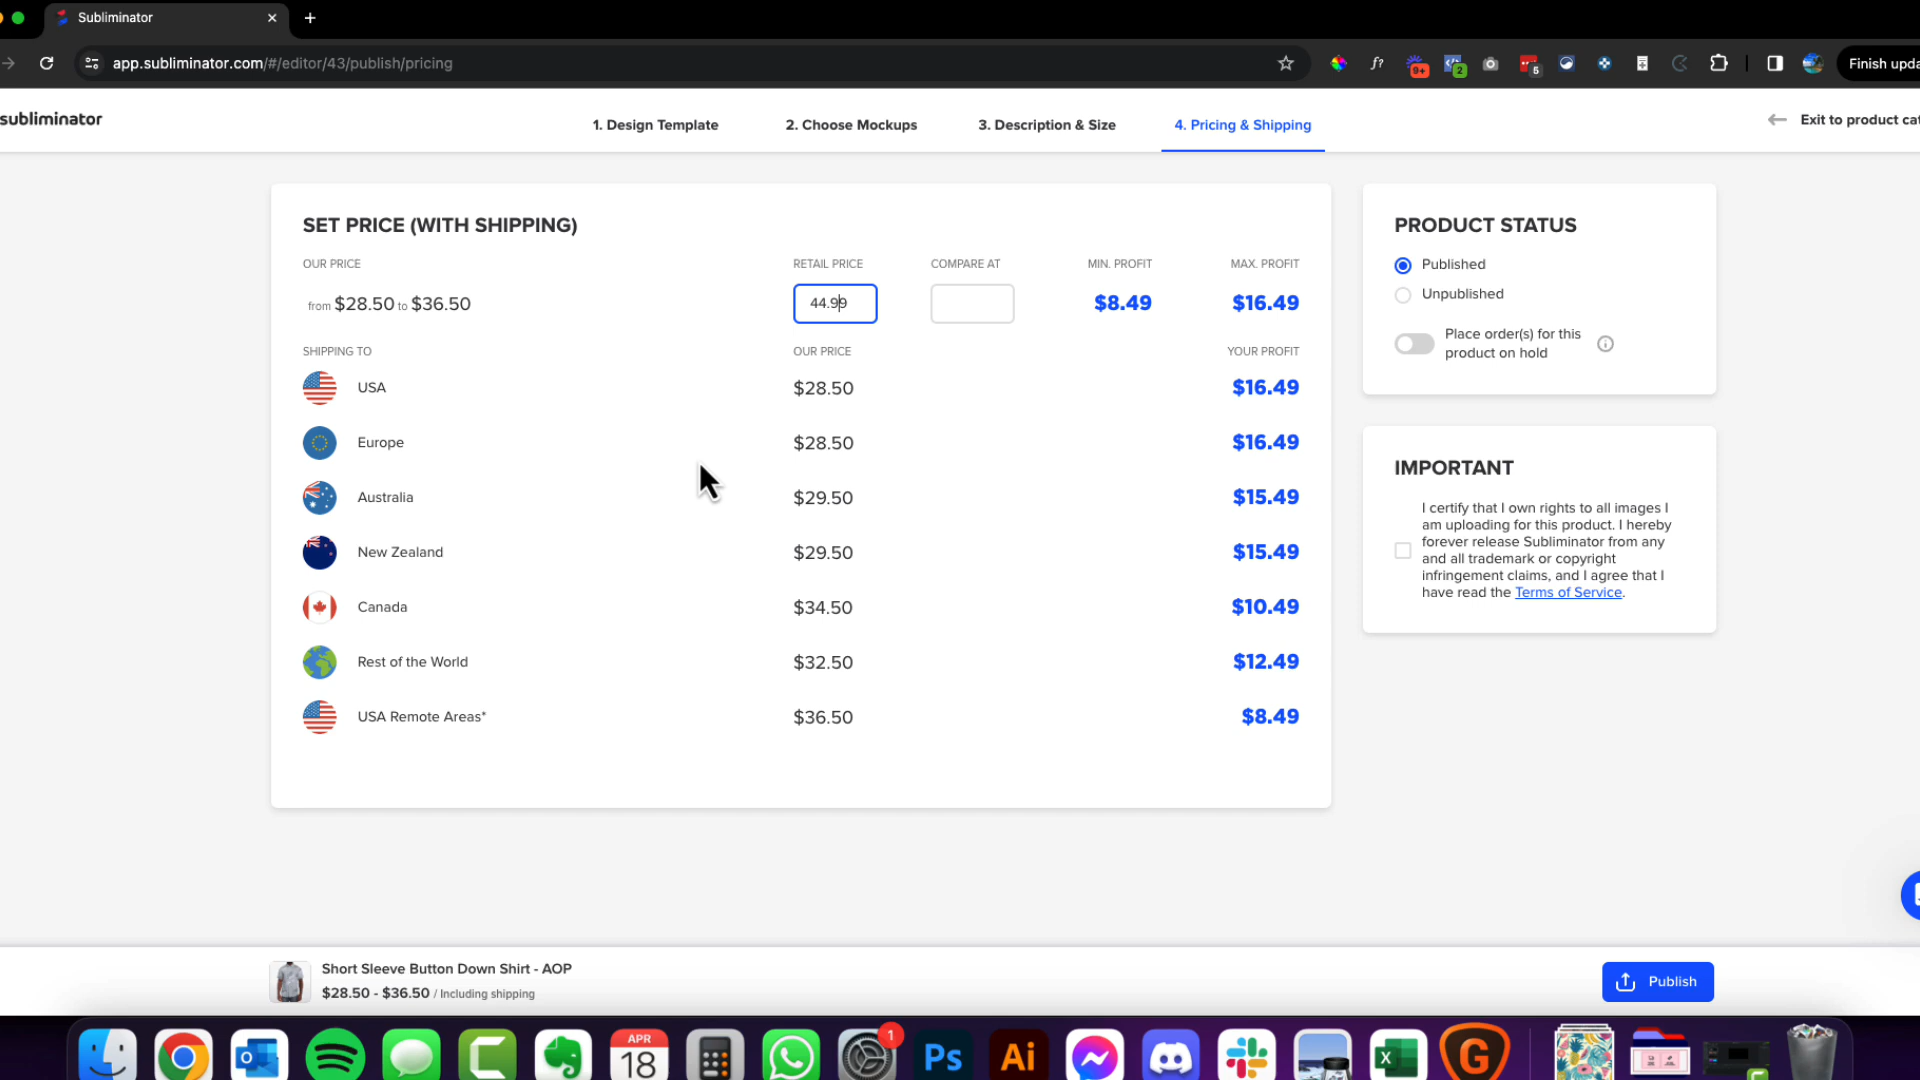 Subliminator
app.subliminator.com/#/editor/43/publish/pricing
f?
9+
2
5
Finish upda
subliminator
1. Design Template
2. Choose Mockups
3. Description & Size
4. Pricing & Shipping
Exit to product cat
SET PRICE (WITH SHIPPING)
OUR PRICE
RETAIL PRICE
COMPARE AT
MIN. PROFIT
MAX. PROFIT
from $28.50 to $36.50
44.99
$8.49
$16.49
SHIPPING TO
OUR PRICE
YOUR PROFIT
USA
$28.50
$16.49
Europe
$28.50
$16.49
Australia
$29.50
$15.49
New Zealand
$29.50
$15.49
Canada
$34.50
$10.49
Rest of the World
$32.50
$12.49
USA Remote Areas*
$36.50
$8.49
PRODUCT STATUS
Published
Unpublished
Place order(s) for this
product on hold
IMPORTANT
I certify that I own rights to all images I
am uploading for this product. I hereby
forever release Subliminator from any
and all trademark or copyright
infringement claims, and I agree that I
have read the Terms of Service.
Short Sleeve Button Down Shirt - AOP
$28.50 - $36.50 / Including shipping
Publish
APR
18
1
Ps
Ai